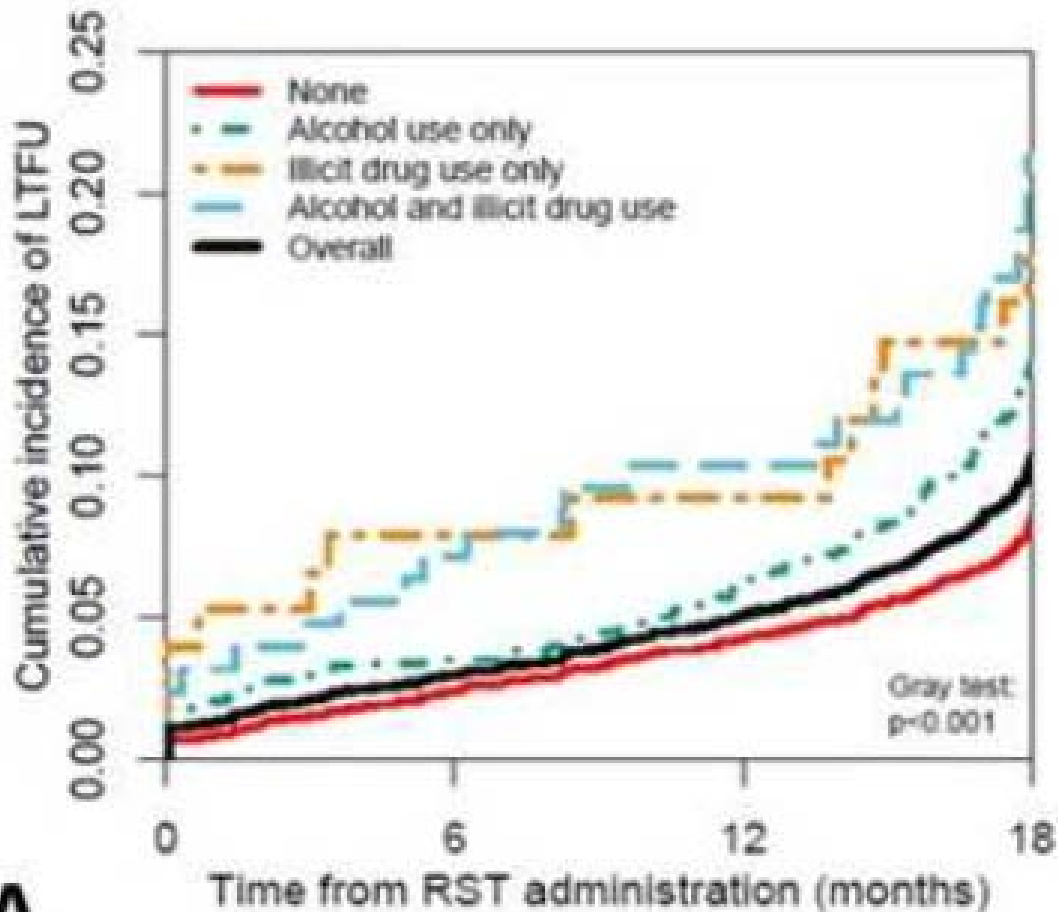 0.25
0.20
0.15
0.10
0.05
0.00
Cumulative incidence of LTFU
None
Alcohol use only
Illicit drug use only
Alcohol and illicit drug use
Overall
Gray test:
p<0.001
0 6 12 18
Time from RST administration (months)